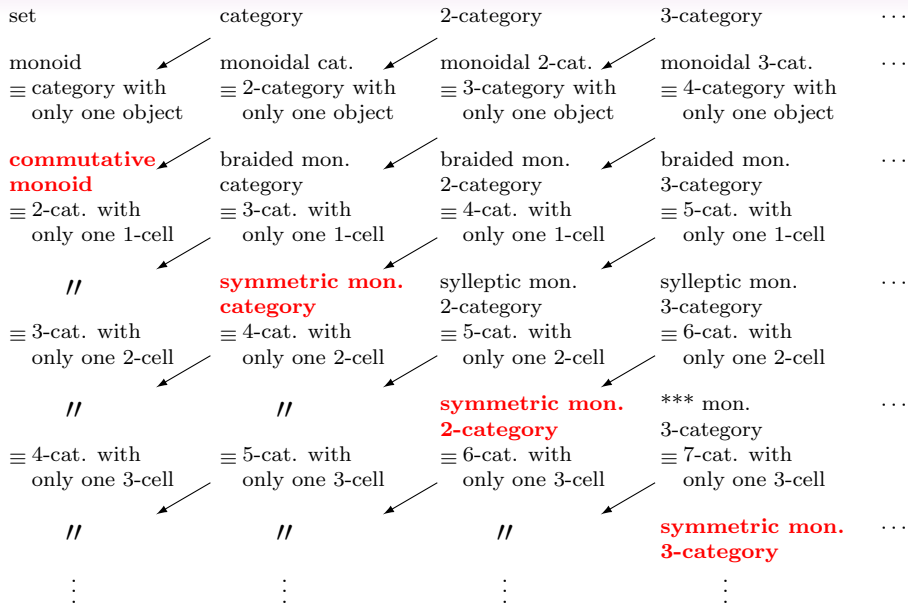 set category 2-category 3-category ···
monoid monoidal cat. monoidal 2-cat. monoidal 3-cat. ···
≡ category with ≡ 2-category with ≡ 3-category with ≡ 4-category with
only one object only one object only one object only one object
commutative braided mon. braided mon. braided mon. ···
monoid category 2-category 3-category
≡ 2-cat. with ≡ 3-cat. with ≡ 4-cat. with ≡ 5-cat. with
only one 1-cell only one 1-cell only one 1-cell only one 1-cell
″ symmetric mon. sylleptic mon. sylleptic mon. ···
category 2-category 3-category
≡ 3-cat. with ≡ 4-cat. with ≡ 5-cat. with ≡ 6-cat. with
only one 2-cell only one 2-cell only one 2-cell only one 2-cell
″ ″ symmetric mon. *** mon. ···
2-category 3-category
≡ 4-cat. with ≡ 5-cat. with ≡ 6-cat. with ≡ 7-cat. with
only one 3-cell only one 3-cell only one 3-cell only one 3-cell
″ ″ ″ symmetric mon. ···
3-category
⋮ ⋮ ⋮ ⋮